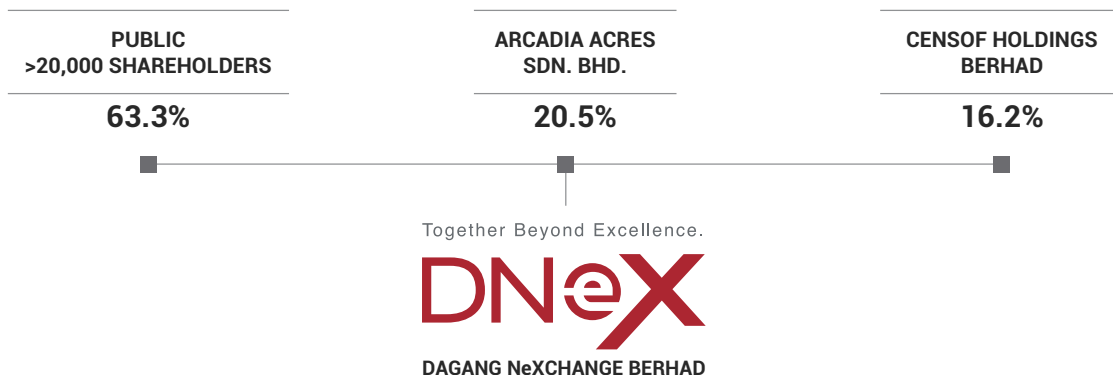 PUBLIC
>20,000 SHAREHOLDERS
63.3%
ARCADIA ACRES
SDN. BHD.
20.5%
CENSOF HOLDINGS
BERHAD
16.2%
Together Beyond Excellence.
DNeX
DAGANG NeXCHANGE BERHAD